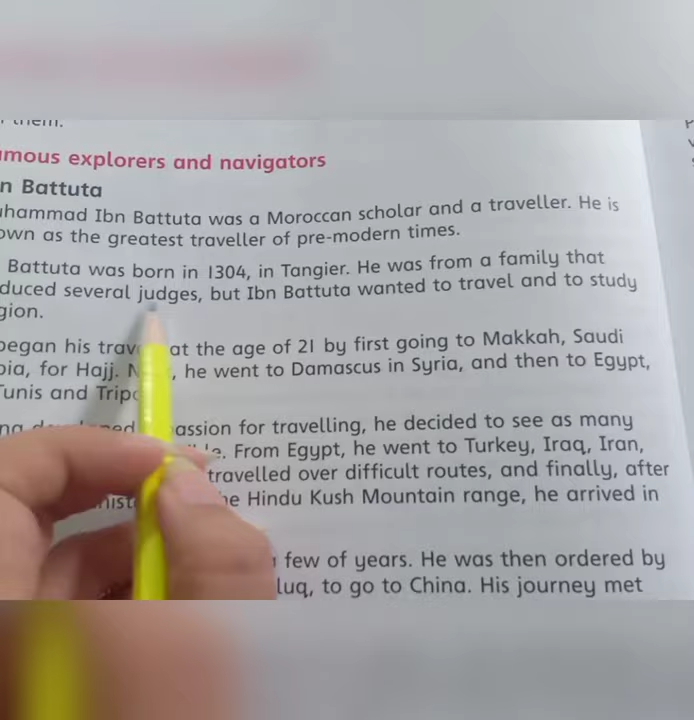 them.
mous explorers and navigators
n Battuta
hammad Ibn Battuta was a Moroccan scholar and a traveller. He is
own as the greatest traveller of pre-modern times.
Battuta was born in 1304, in Tangier. He was from a family that
duced several judges, but Ibn Battuta wanted to travel and to study
gion.
began his trav at the age of 21 by first going to Makkah, Saudi
bia, for Hajj. N , he went to Damascus in Syria, and then to Egypt,
Tunis and Tripo
ng ed assion for travelling, he decided to see as many
. From Egypt, he went to Turkey, Iraq, Iran,
travelled over difficult routes, and finally, after
nist he Hindu Kush Mountain range, he arrived in
few of years. He was then ordered by
luq, to go to China. His journey met